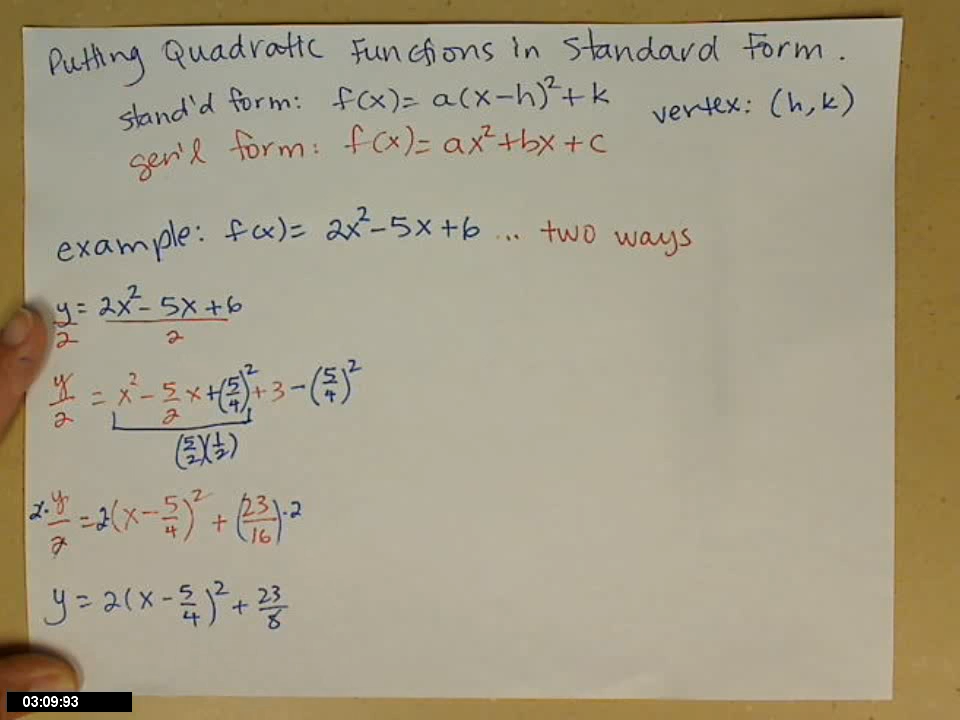 Putting Quadratic Functions in Standard Form.
stand'd form: f(x) = a(x-h)² + k vertex: (h, k)
gen'l form: f(x) = ax² + bx + c
example: f(x) = 2x² - 5x + 6 ... two ways
y/2 = (2x² - 5x + 6)/2
y/2 = x² - 5/2 x + (5/4)² + 3 - (5/4)²
(5/2)(1/2)
2· y/2 = 2(x - 5/4)² + (23/16)·2
y = 2(x - 5/4)² + 23/8
03:09:93